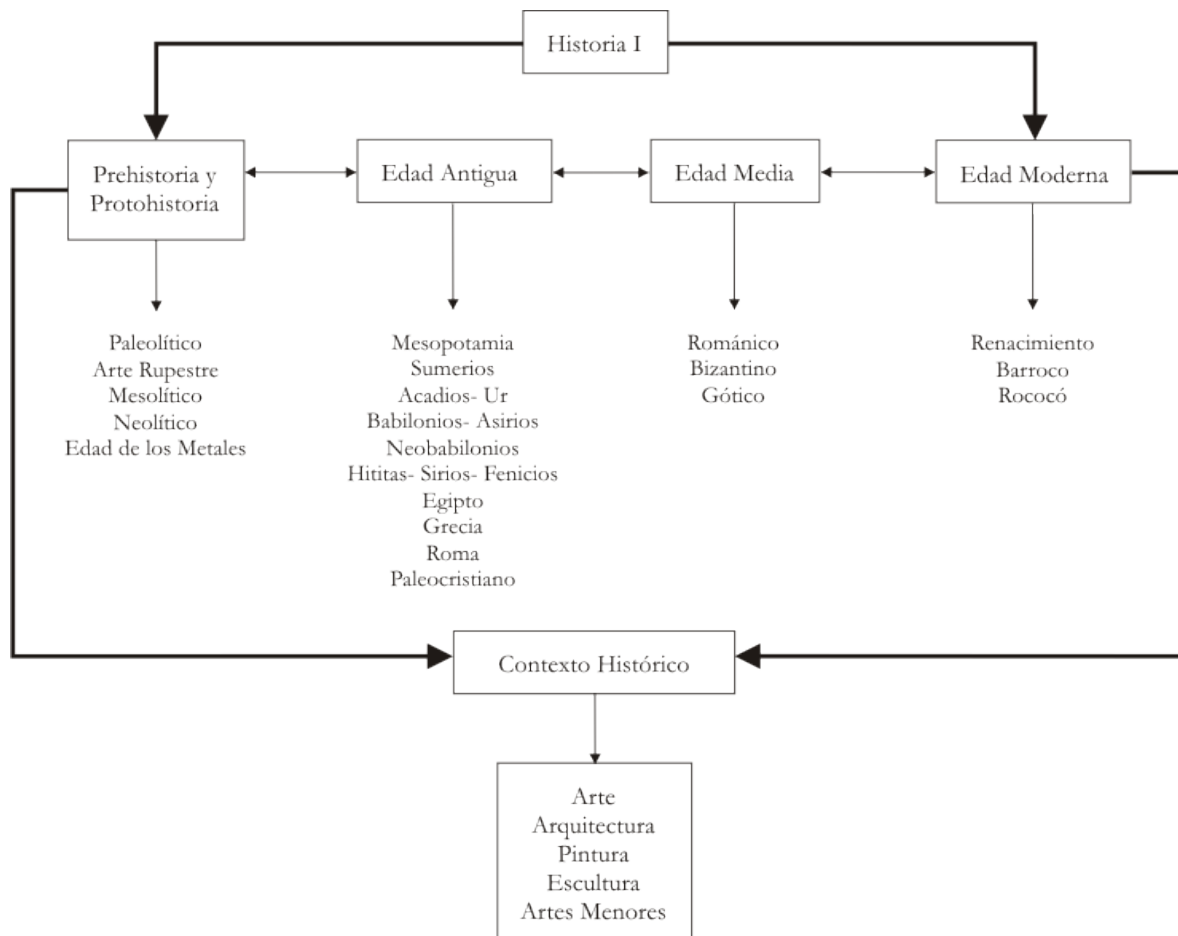 Historia I
Prehistoria y
Protohistoria
Edad Antigua
Edad Media
Edad Moderna
Paleolítico
Arte Rupestre
Mesolítico
Neolítico
Edad de los Metales
Mesopotamia
Sumerios
Acadios- Ur
Babilonios- Asirios
Neobabilonios
Hititas- Sirios- Fenicios
Egipto
Grecia
Roma
Paleocristiano
Románico
Bizantino
Gótico
Renacimiento
Barroco
Rococó
Contexto Histórico
Arte
Arquitectura
Pintura
Escultura
Artes Menores